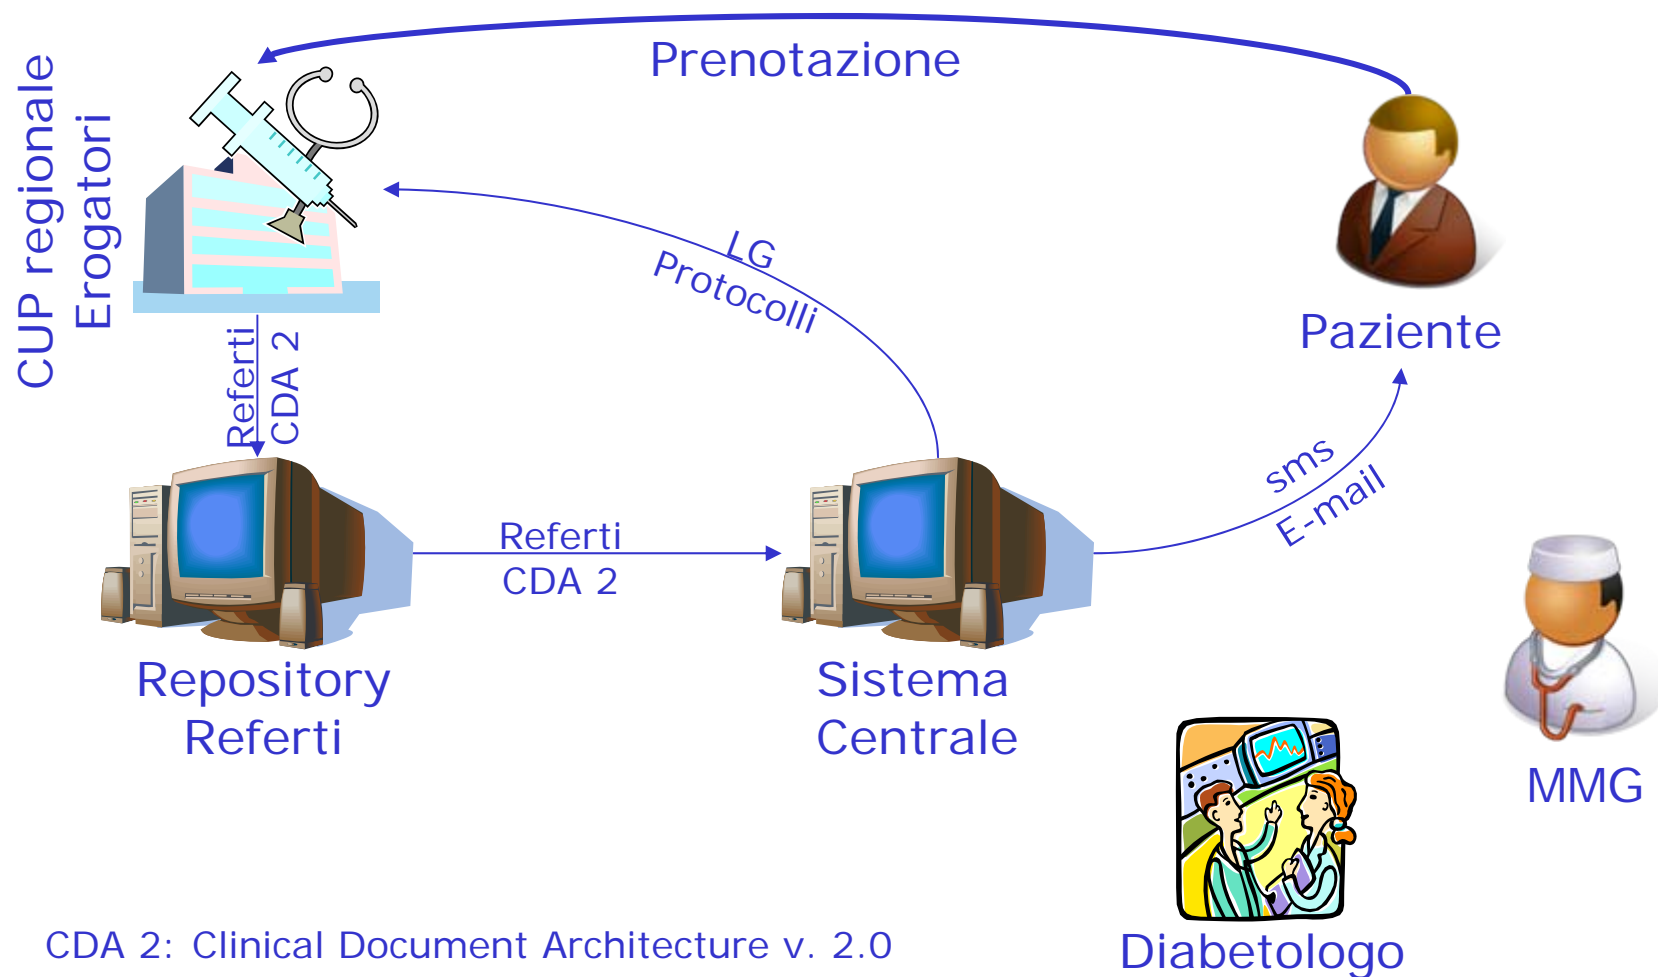 Prenotazione
CUP regionale
Erogatori
LG
Protocolli
Paziente
Referti
CDA 2
sms
E-mail
Referti
CDA 2
Repository
Referti
Sistema
Centrale
MMG
Diabetologo
CDA 2: Clinical Document Architecture v. 2.0